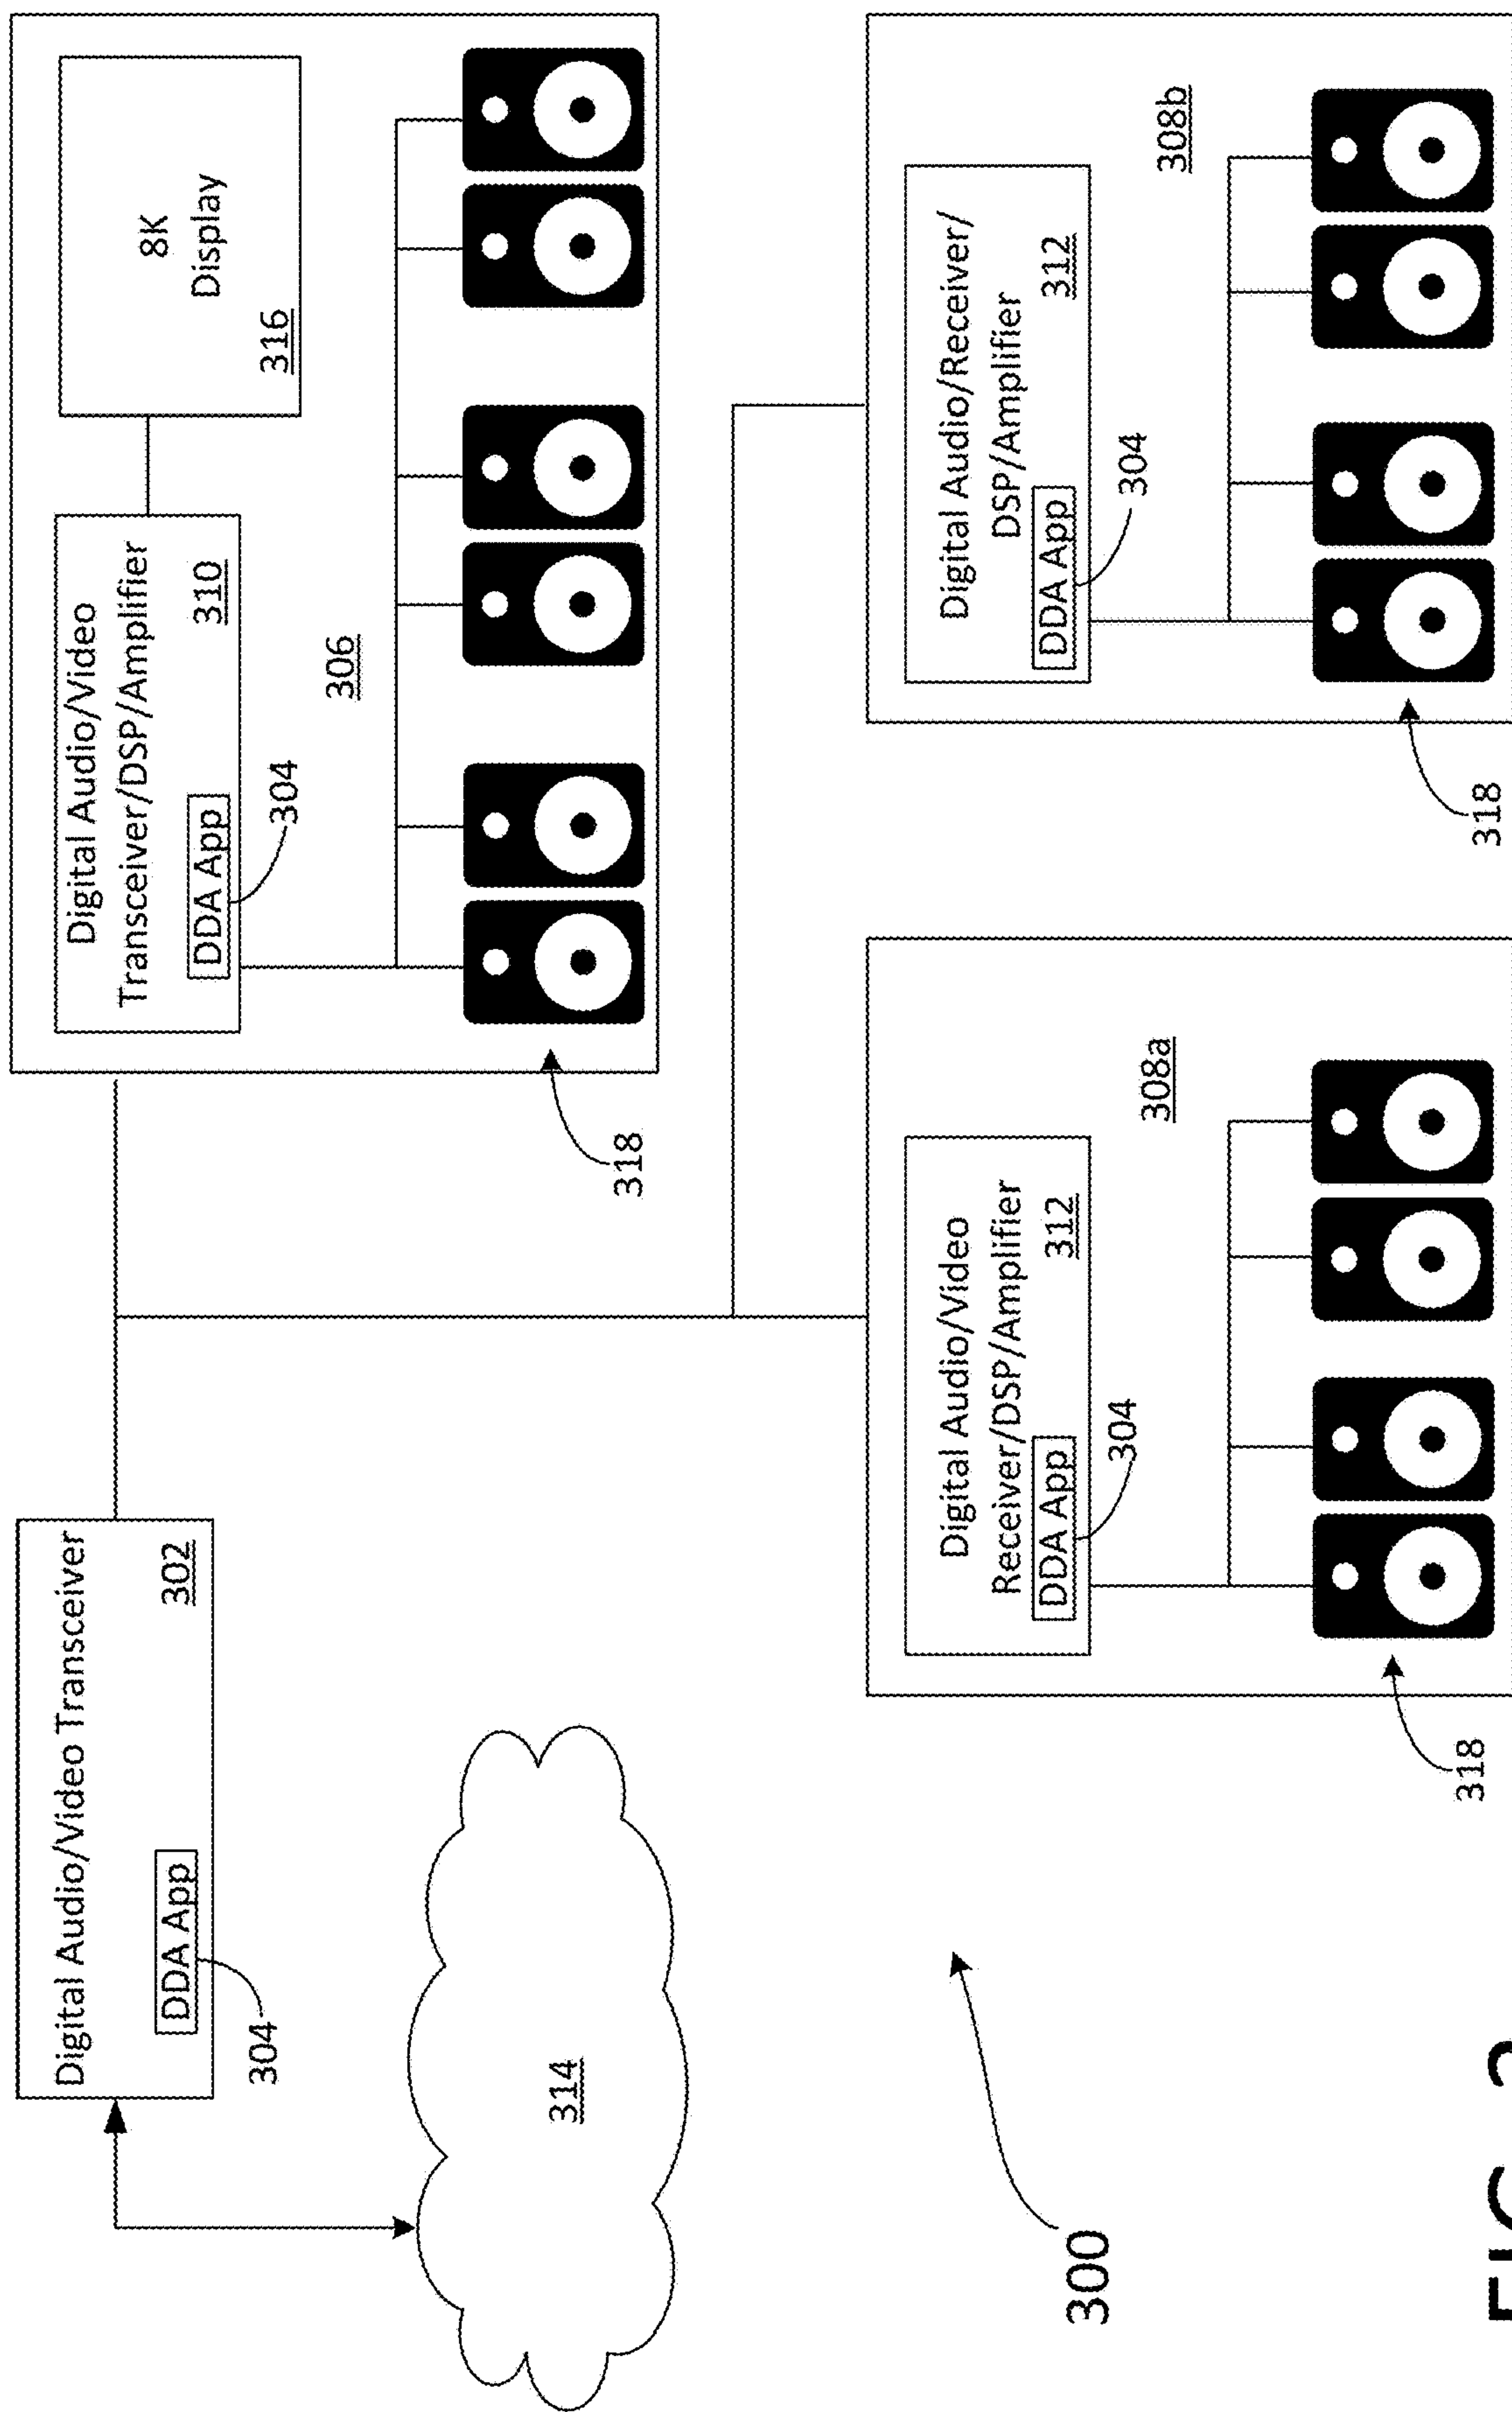 Digital Audio/Video Transceiver
302
DDA App
304
314
300
Digital Audio/Video
Transceiver/DSP/Amplifier
310
DDA App
304
306
8K
Display
316
318
Digital Audio/Video
Receiver/DSP/Amplifier
312
DDA App
304
308a
318
Digital Audio/Receiver/
DSP/Amplifier
312
DDA App
304
308b
318
FIG.